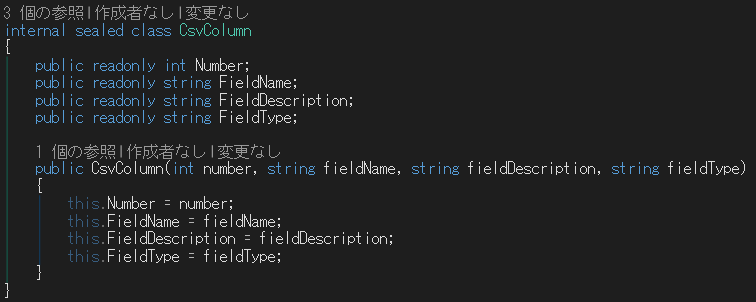 3 個の参照|作成者なし|変更なし
internal sealed class CsvColumn
{
    public readonly int Number;
    public readonly string FieldName;
    public readonly string FieldDescription;
    public readonly string FieldType;

    1 個の参照|作成者なし|変更なし
    public CsvColumn(int number, string fieldName, string fieldDescription, string fieldType)
    {
        this.Number = number;
        this.FieldName = fieldName;
        this.FieldDescription = fieldDescription;
        this.FieldType = fieldType;
    }
}